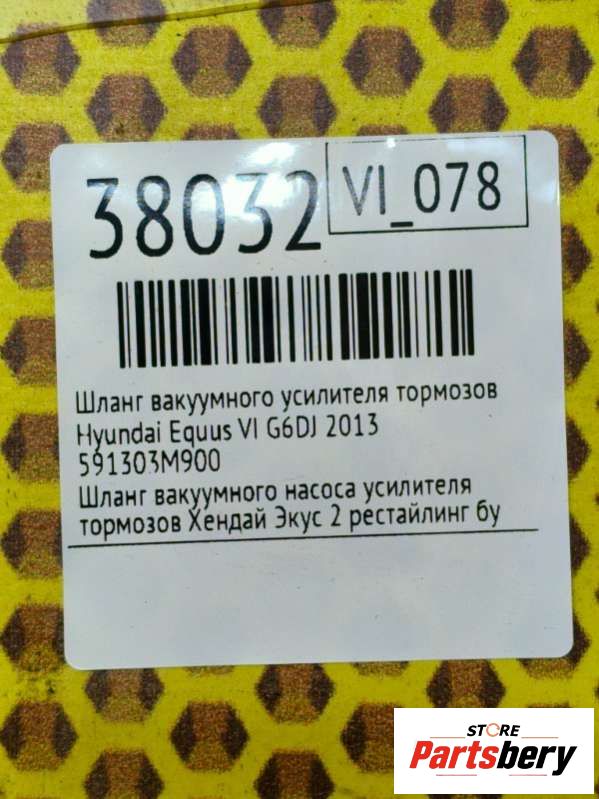 38032
VI_078
Шланг вакуумного усилителя тормозов
Hyundai Equus VI G6DJ 2013
591303M900
Шланг вакуумного насоса усилителя
тормозов Хендай Экус 2 рестайлинг бу
STORE
Partsbery